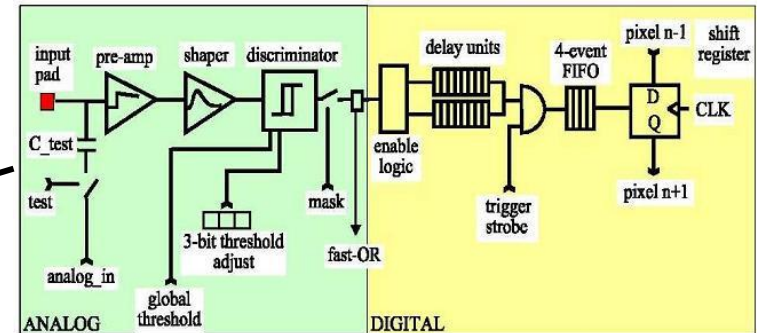 input
pad
pre-amp
shaper
discriminator
C_test
test
analog_in
global
threshold
3-bit threshold
adjust
mask
fast-OR
ANALOG
enable
logic
delay units
trigger
strobe
4-event
FIFO
pixel n-1
shift
register
D
Q
CLK
pixel n+1
DIGITAL